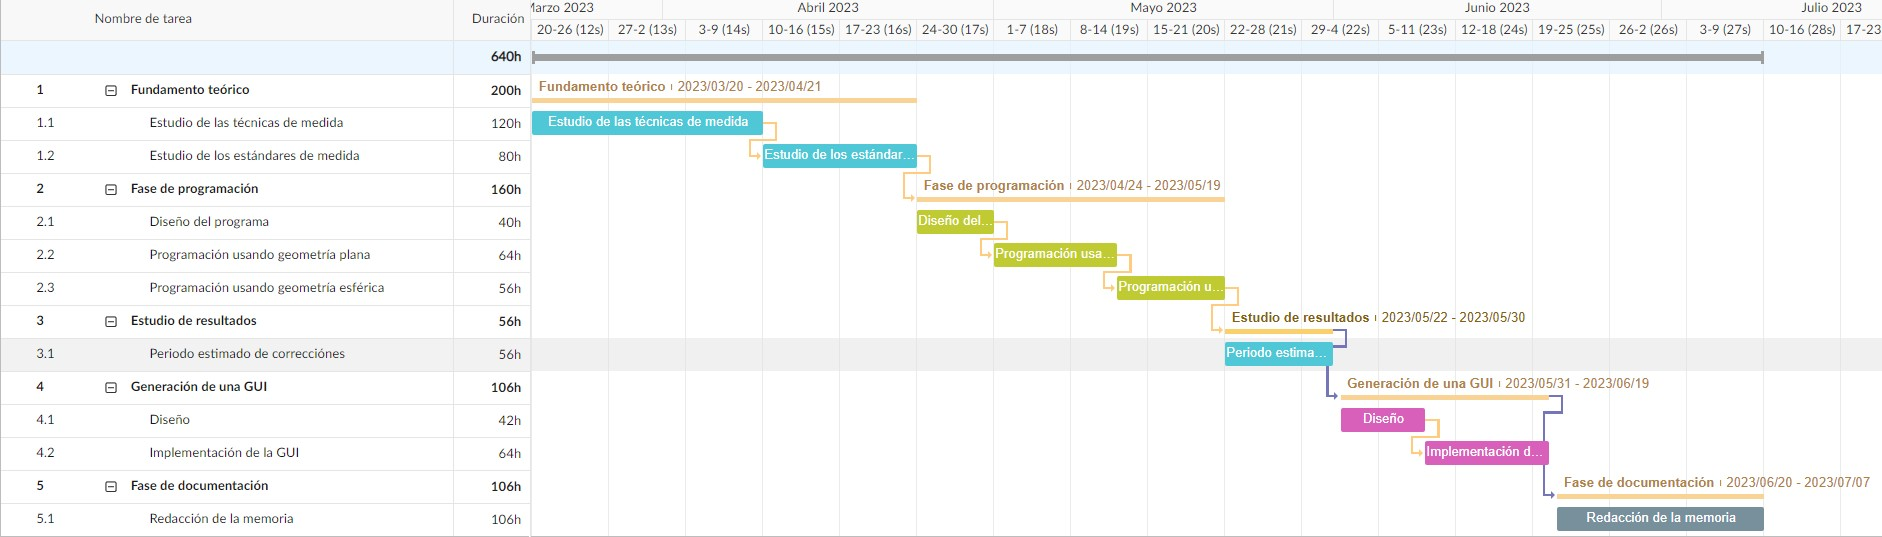 Nombre de tarea Duración Marzo 2023 Abril 2023 Mayo 2023 Junio 2023 Julio 2023
20-26 (12s) 27-2 (13s) 3-9 (14s) 10-16 (15s) 17-23 (16s) 24-30 (17s) 1-7 (18s) 8-14 (19s) 15-21 (20s) 22-28 (21s) 29-4 (22s) 5-11 (23s) 12-18 (24s) 19-25 (25s) 26-2 (26s) 3-9 (27s) 10-16 (28s) 17-23
640h
1 Fundamento teórico 200h Fundamento teórico 2023/03/20 - 2023/04/21
1.1 Estudio de las técnicas de medida 120h Estudio de las técnicas de medida
1.2 Estudio de los estándares de medida 80h Estudio de los estándar...
2 Fase de programación 160h Fase de programación 2023/04/24 - 2023/05/19
2.1 Diseño del programa 40h Diseño del...
2.2 Programación usando geometría plana 64h Programación usa...
2.3 Programación usando geometría esférica 56h Programación u...
3 Estudio de resultados 56h Estudio de resultados 2023/05/22 - 2023/05/30
3.1 Periodo estimado de correcciónes 56h Periodo estima...
4 Generación de una GUI 106h Generación de una GUI 2023/05/31 - 2023/06/19
4.1 Diseño 42h Diseño
4.2 Implementación de la GUI 64h Implementación d...
5 Fase de documentación 106h Fase de documentación 2023/06/20 - 2023/07/07
5.1 Redacción de la memoria 106h Redacción de la memoria